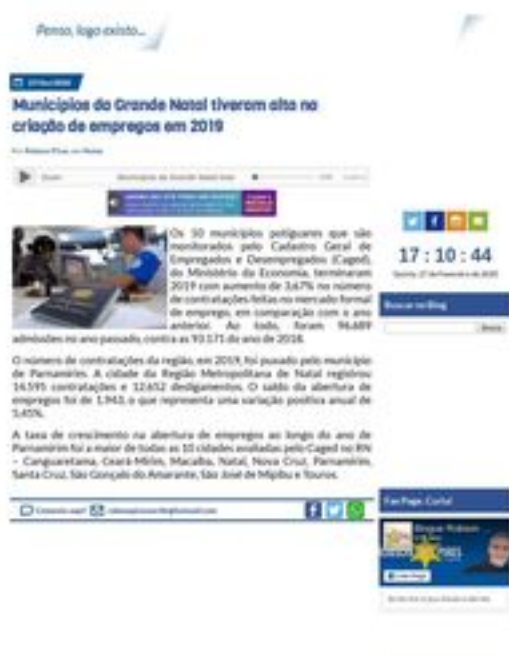 Penso, logo existo...
Municípios da Grande Natal tiveram alta na
criação de empregos em 2019
Os 10 municípios potiguares que são
monitorados pelo Cadastro Geral de
Empregados e Desempregados (Caged),
do Ministério da Economia, terminaram
2019 com aumento de 3,67% no número
de contratações feitas no mercado formal
de emprego, em comparação com o ano
anterior. Ao todo, foram 96.689
admissões no ano passado, contra as 93.171 do ano de 2018.
O número de contratações da região, em 2019, foi puxado pelo município
de Parnamirim. A cidade da Região Metropolitana de Natal registrou
14.595 contratações e 12.652 desligamentos. O saldo da abertura de
empregos foi de 1.943, o que representa uma variação positiva anual de
5,45%.
A taxa de crescimento na abertura de empregos ao longo do ano de
Parnamirim foi a maior de todas as 10 cidades avaliadas pelo Caged no RN
– Canguaretama, Ceará-Mirim, Macaíba, Natal, Nova Cruz, Parnamirim,
Santa Cruz, São Gonçalo do Amarante, São José de Mipibu e Touros.
17 : 10 : 44
Buscar no Blog
Fan Page, Curta!